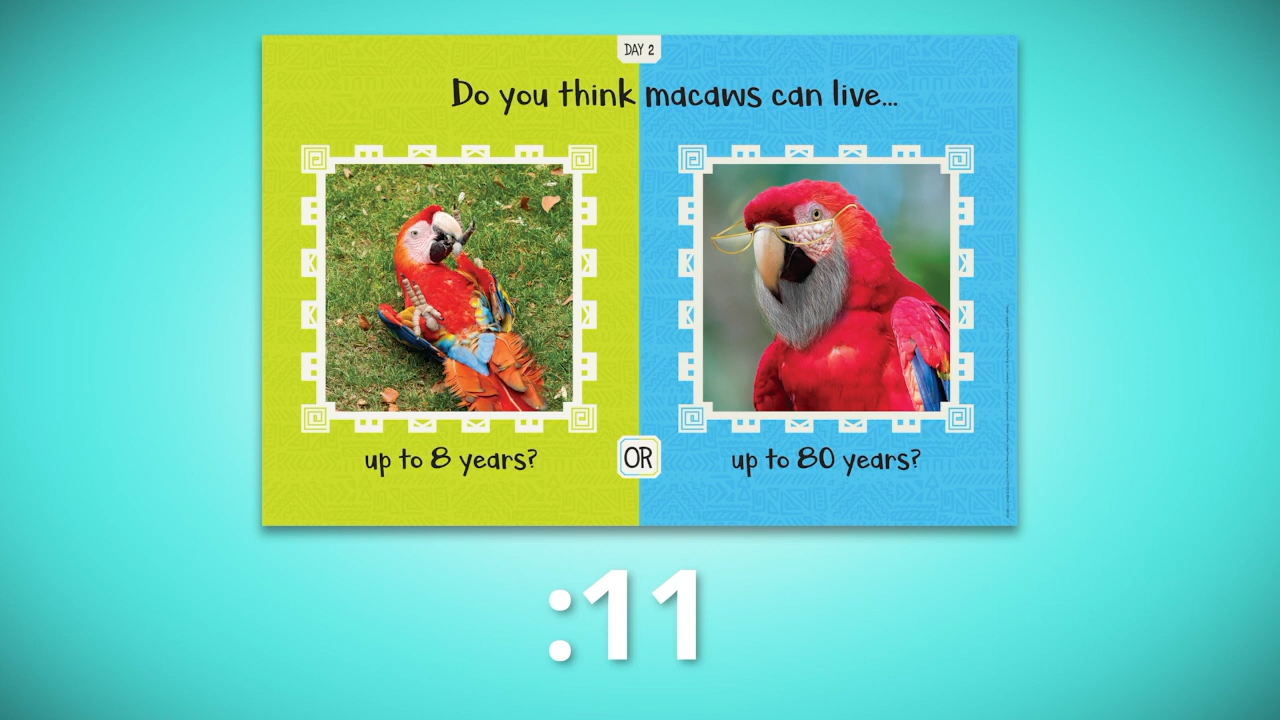 DAY 2
Do you think macaws can live...
up to 8 years?
OR
up to 80 years?
:11